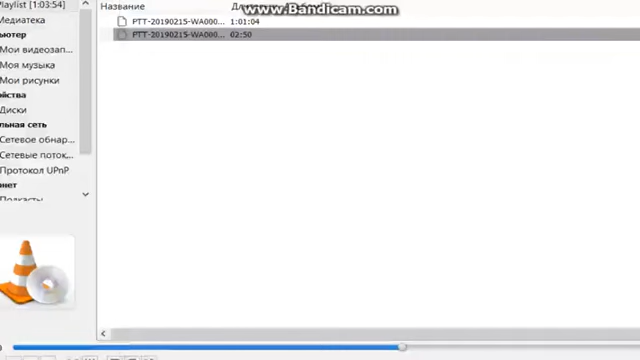 www.Bandicam.com
Playlist [1:03:54]
Медиатека
ьютер
Мои видеозап...
Моя музыка
Мои рисунки
йства
Диски
льная сеть
Сетевое обнар...
Сетевые поток...
Протокол UPnP
нет
Подкасты
Название
PTT-20190215-WA000... 1:01:04
PTT-20190215-WA000... 02:50